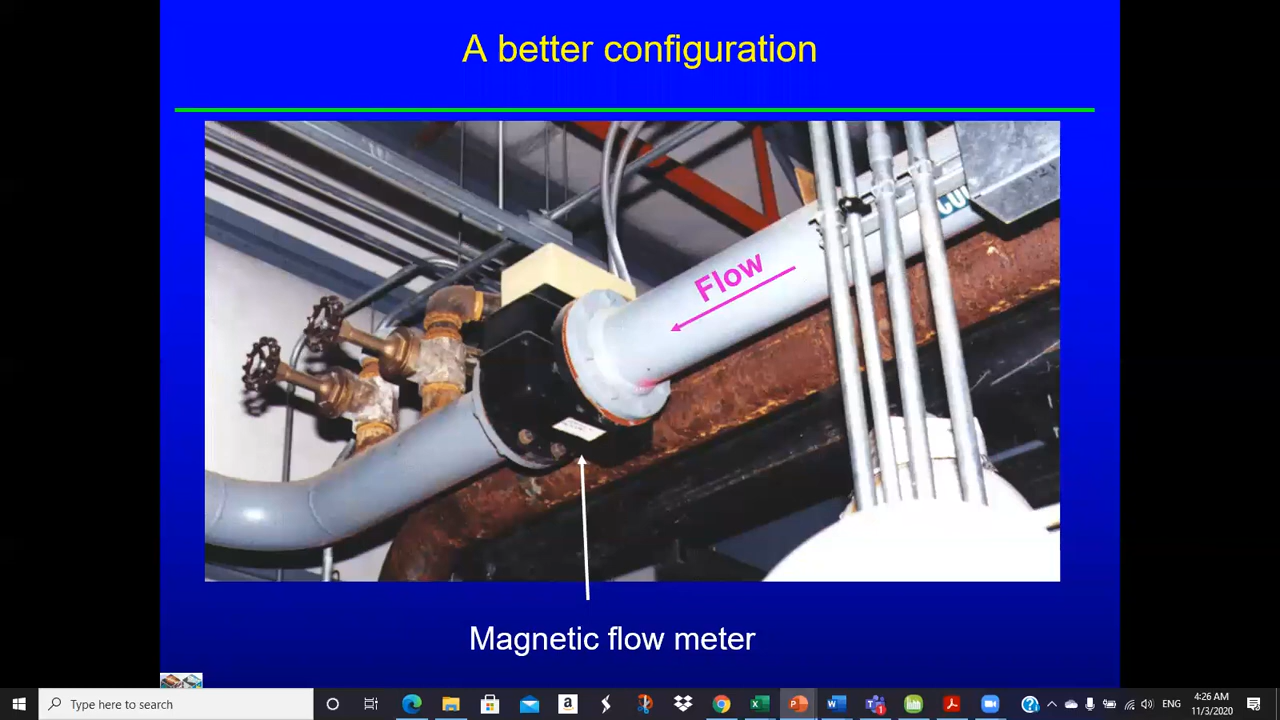 A better configuration
Flow
Magnetic flow meter
Type here to search
ENG
4:26 AM
11/3/2020